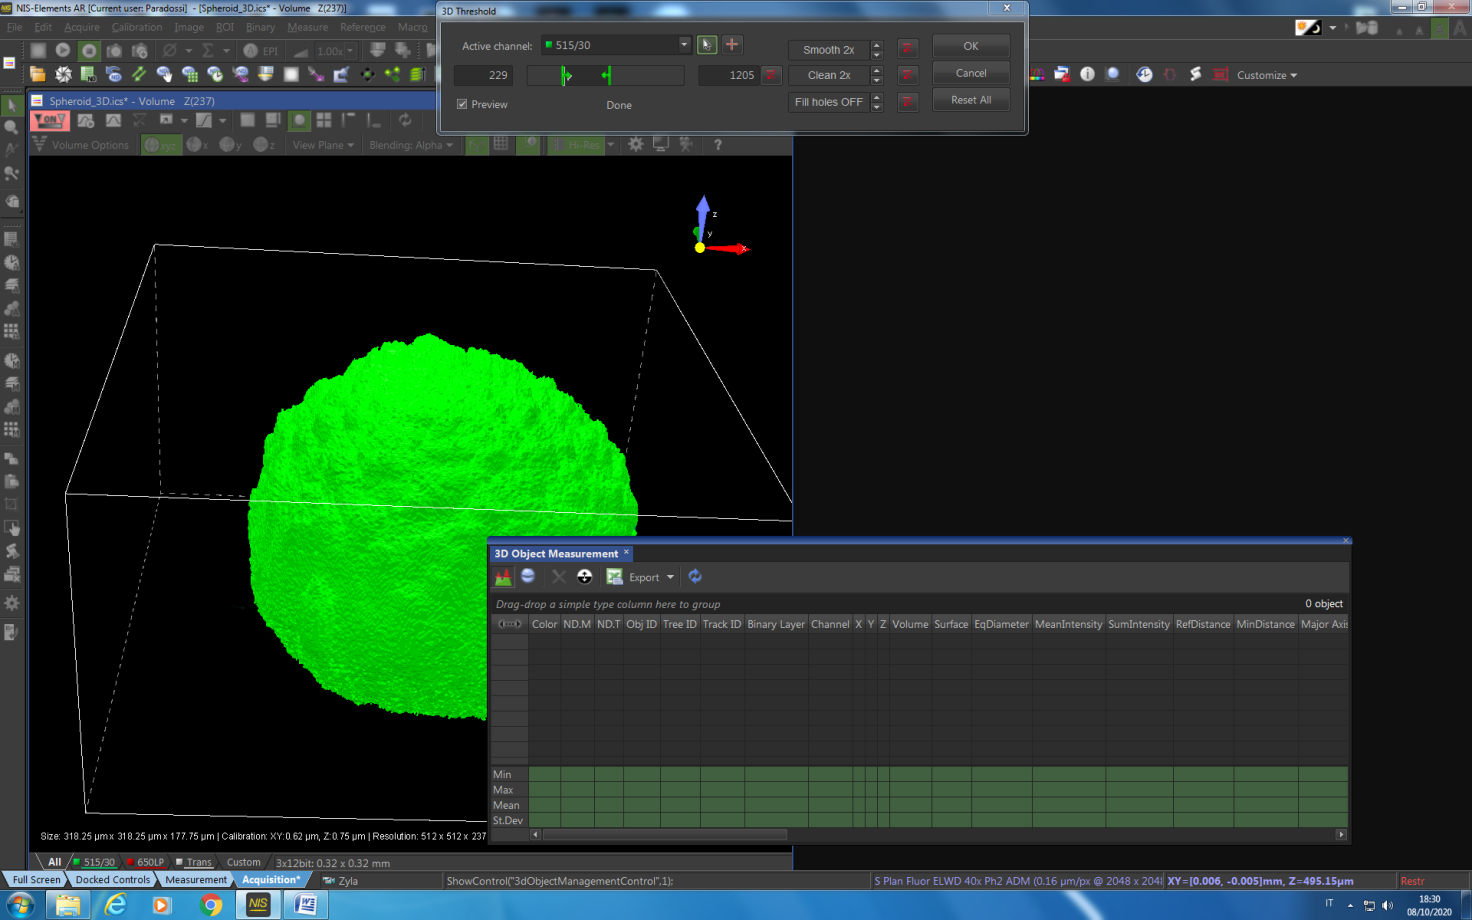 NIS-Elements AR [Current user: Paradossi] - [Spheroid_3D.ics* - Volume Z(237)]
File Edit Acquire Calibration Image ROI Binary Measure Reference Macro
EPI 1.00x
Customize
3D Threshold
Active channel: 515/30
229 1205
Preview Done
Smooth 2x
Clean 2x
Fill holes OFF
OK
Cancel
Reset All
Spheroid_3D.ics* - Volume Z(237)
ON
Volume Options xyz x y z View Plane Blending: Alpha Hi-Res ?
z
y
x
3D Object Measurement
Export
Drag-drop a simple type column here to group 0 object
Color ND.M ND.T Obj ID Tree ID Track ID Binary Layer Channel X Y Z Volume Surface EqDiameter MeanIntensity SumIntensity RefDistance MinDistance Major Axis
Min
Max
Mean
St.Dev
Size: 318.25 µm x 318.25 µm x 177.75 µm | Calibration: XY:0.62 µm, Z:0.75 µm | Resolution: 512 x 512 x 237
All 515/30 650LP Trans Custom 3x12bit: 0.32 x 0.32 mm
Full Screen Docked Controls Measurement Acquisition* Zyla ShowControl("3dObjectManagementControl",1); S Plan Fluor ELWD 40x Ph2 ADM (0.16 µm/px @ 2048 x 2048 XY=[0.006, -0.005]mm, Z=495.15µm Restr
NIS IT 18:30
08/10/2020